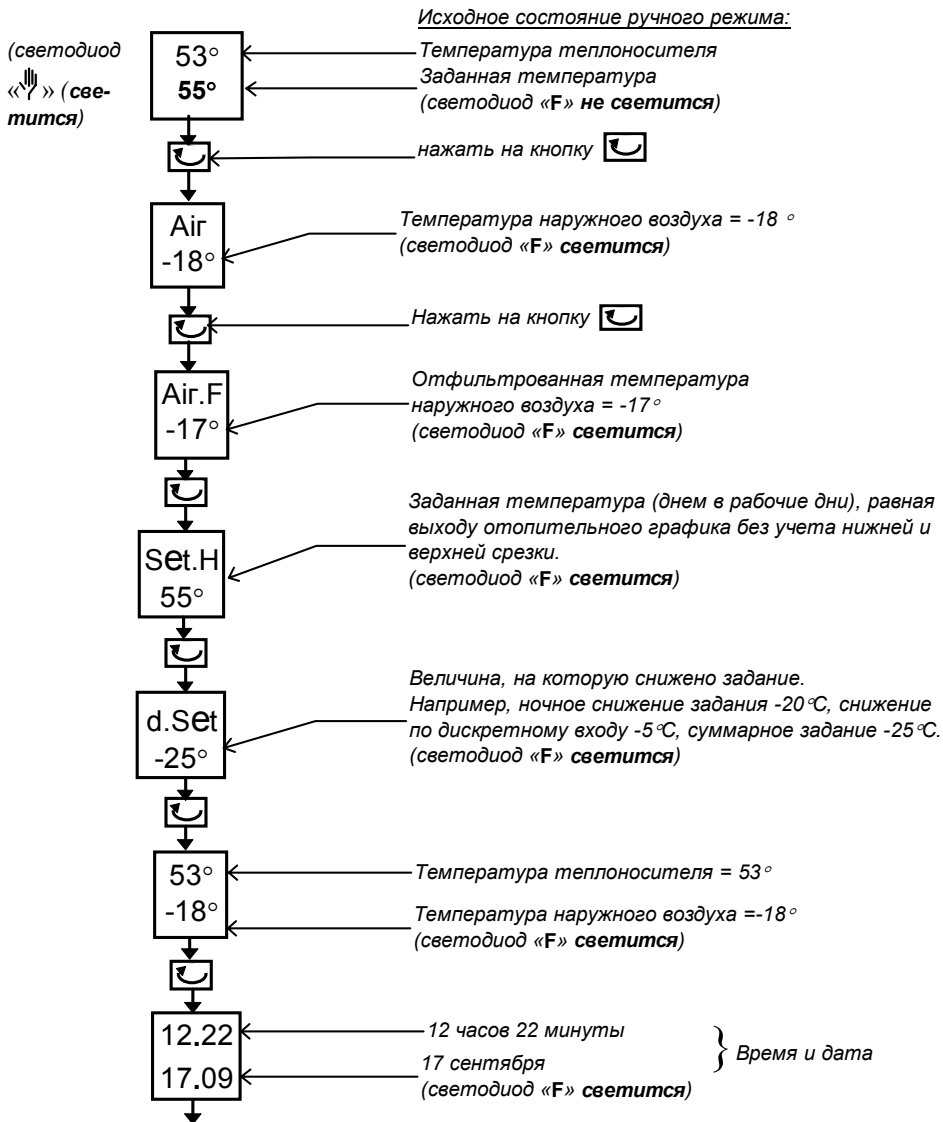 Исходное состояние ручного режима:
(светодиод
«» (све-
тится)
53°
55°
Температура теплоносителя
Заданная температура
(светодиод «F» не светится)
нажать на кнопку
Air
-18°
Температура наружного воздуха = -18 °
(светодиод «F» светится)
Нажать на кнопку
Air.F
-17°
Отфильтрованная температура
наружного воздуха = -17°
(светодиод «F» светится)
Set.H
55°
Заданная температура (днем в рабочие дни), равная
выходу отопительного графика без учета нижней и
верхней срезки.
(светодиод «F» светится)
d.Set
-25°
Величина, на которую снижено задание.
Например, ночное снижение задания -20°С, снижение
по дискретному входу -5°С, суммарное задание -25°С.
(светодиод «F» светится)
53°
-18°
Температура теплоносителя = 53°
Температура наружного воздуха =-18°
(светодиод «F» светится)
12.22
17.09
12 часов 22 минуты
17 сентября
(светодиод «F» светится)
} Время и дата